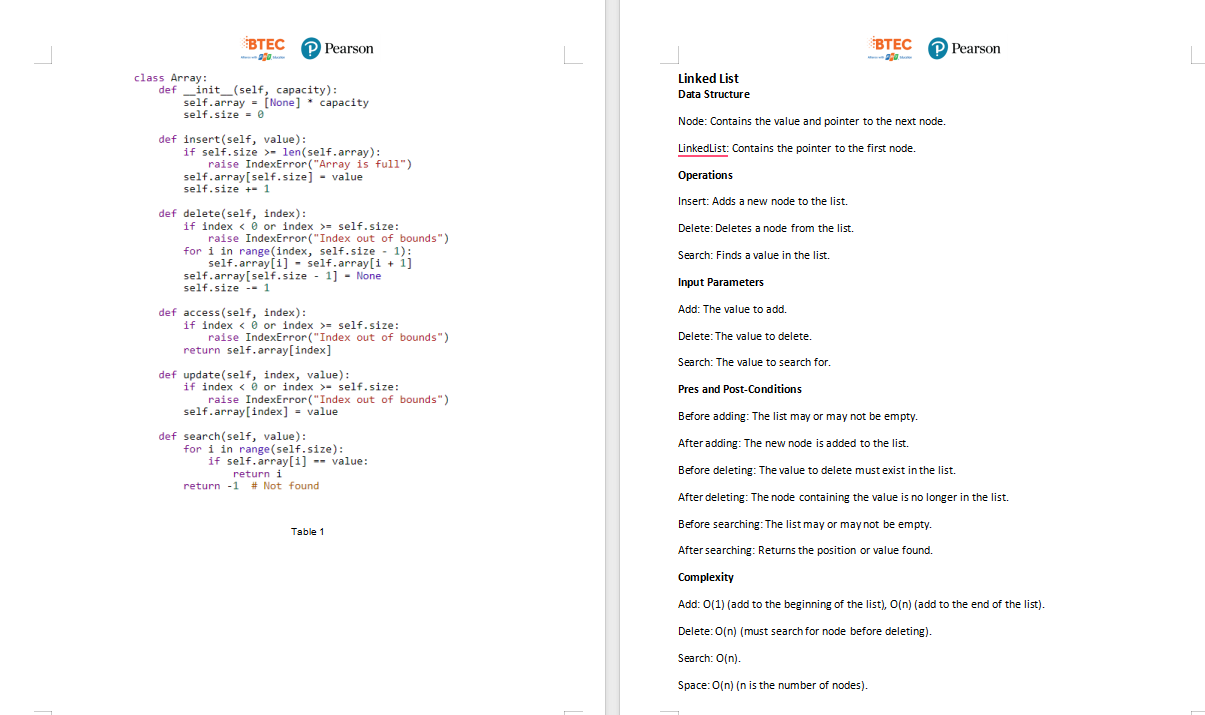 BTEC Pearson
class Array:
    def __init__(self, capacity):
        self.array = [None] * capacity
        self.size = 0
    def insert(self, value):
        if self.size >= len(self.array):
            raise IndexError("Array is full")
        self.array[self.size] = value
        self.size += 1
    def delete(self, index):
        if index < 0 or index >= self.size:
            raise IndexError("Index out of bounds")
        for i in range(index, self.size - 1):
            self.array[i] = self.array[i + 1]
        self.array[self.size - 1] = None
        self.size -= 1
    def access(self, index):
        if index < 0 or index >= self.size:
            raise IndexError("Index out of bounds")
        return self.array[index]
    def update(self, index, value):
        if index < 0 or index >= self.size:
            raise IndexError("Index out of bounds")
        self.array[index] = value
    def search(self, value):
        for i in range(self.size):
            if self.array[i] == value:
                return i
        return -1  # Not found
Table 1
BTEC Pearson
Linked List
Data Structure
Node: Contains the value and pointer to the next node.
LinkedList: Contains the pointer to the first node.
Operations
Insert: Adds a new node to the list.
Delete: Deletes a node from the list.
Search: Finds a value in the list.
Input Parameters
Add: The value to add.
Delete: The value to delete.
Search: The value to search for.
Pres and Post-Conditions
Before adding: The list may or may not be empty.
After adding: The new node is added to the list.
Before deleting: The value to delete must exist in the list.
After deleting: The node containing the value is no longer in the list.
Before searching: The list may or may not be empty.
After searching: Returns the position or value found.
Complexity
Add: O(1) (add to the beginning of the list), O(n) (add to the end of the list).
Delete: O(n) (must search for node before deleting).
Search: O(n).
Space: O(n) (n is the number of nodes).